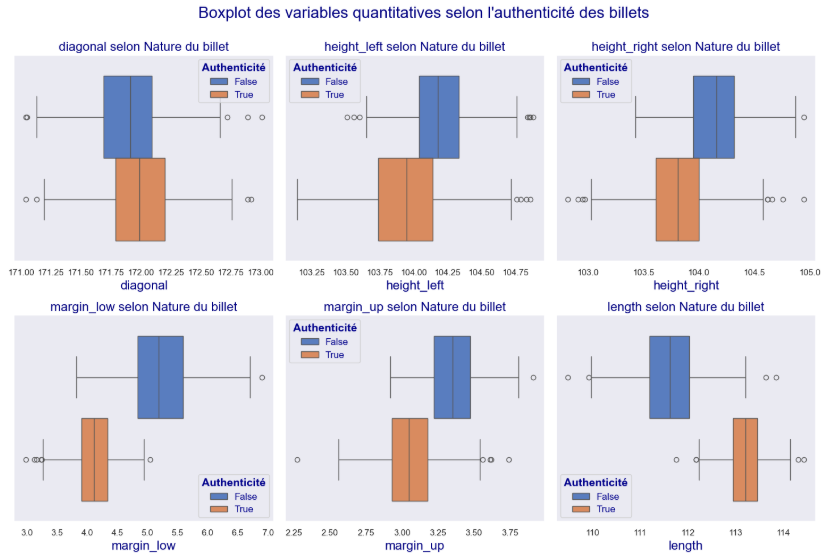 Boxplot des variables quantitatives selon l'authenticité des billets
diagonal selon Nature du billet
Authenticité
False
True
171.00 171.25 171.50 171.75 172.00 172.25 172.50 172.75 173.00
diagonal
height_left selon Nature du billet
Authenticité
False
True
103.25 103.50 103.75 104.00 104.25 104.50 104.75
height_left
height_right selon Nature du billet
Authenticité
False
True
103.0 103.5 104.0 104.5 105.0
height_right
margin_low selon Nature du billet
Authenticité
False
True
3.0 3.5 4.0 4.5 5.0 5.5 6.0 6.5 7.0
margin_low
margin_up selon Nature du billet
Authenticité
False
True
2.25 2.50 2.75 3.00 3.25 3.50 3.75
margin_up
length selon Nature du billet
Authenticité
False
True
110 111 112 113 114
length